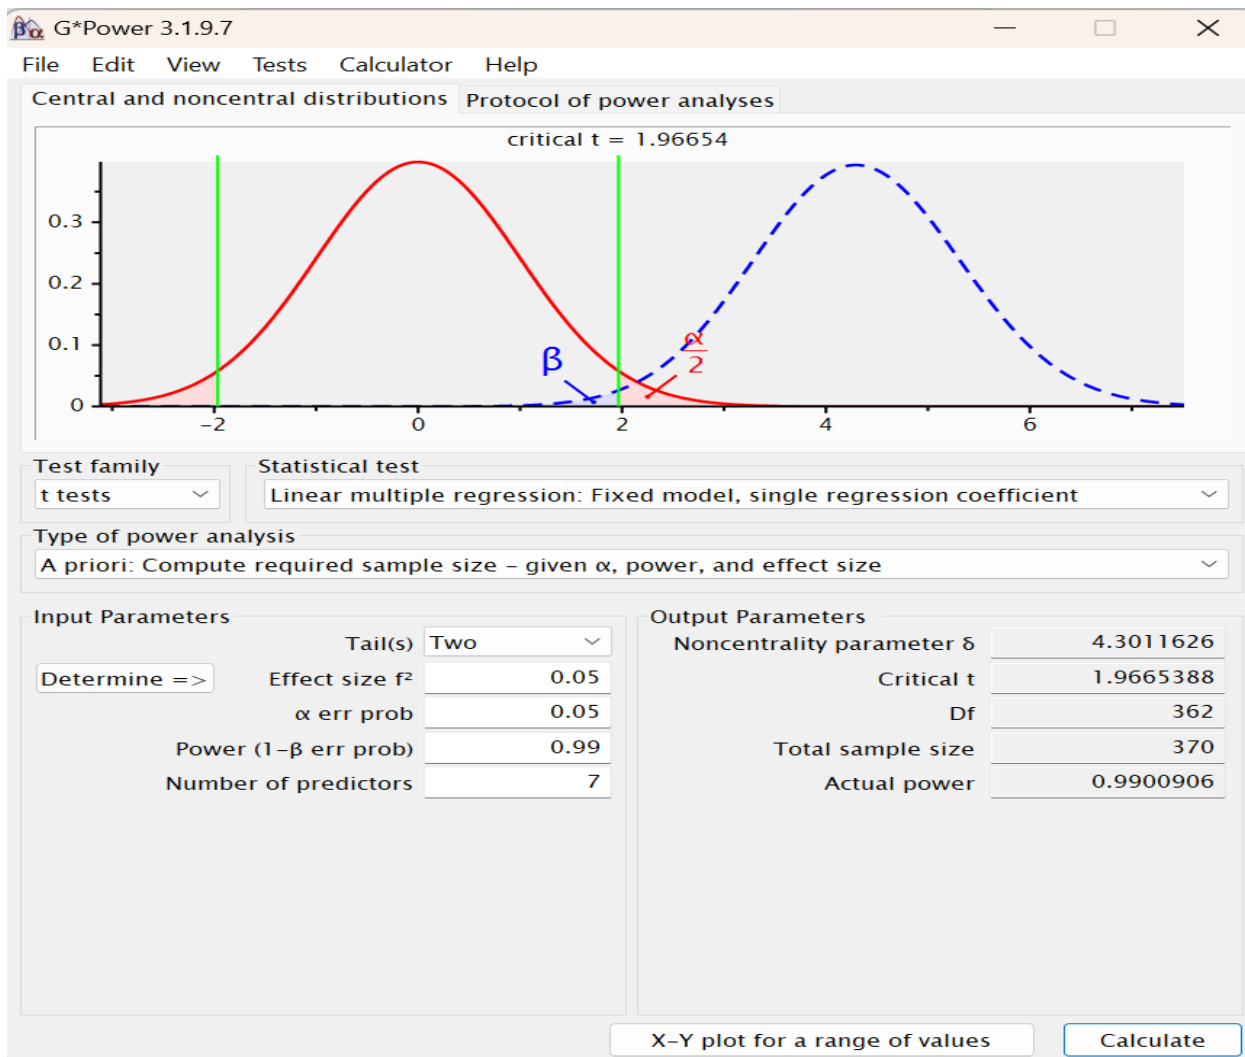 G*Power 3.1.9.7
File Edit View Tests Calculator Help
Central and noncentral distributions Protocol of power analyses
critical t = 1.96654
0.3
0.2
0.1
0
β
α
2
-2 0 2 4 6
Test family
t tests
Statistical test
Linear multiple regression: Fixed model, single regression coefficient
Type of power analysis
A priori: Compute required sample size – given α, power, and effect size
Input Parameters
Tail(s) Two
Determine => Effect size f² 0.05
α err prob 0.05
Power (1-β err prob) 0.99
Number of predictors 7
Output Parameters
Noncentrality parameter δ 4.3011626
Critical t 1.9665388
Df 362
Total sample size 370
Actual power 0.9900906
X-Y plot for a range of values
Calculate